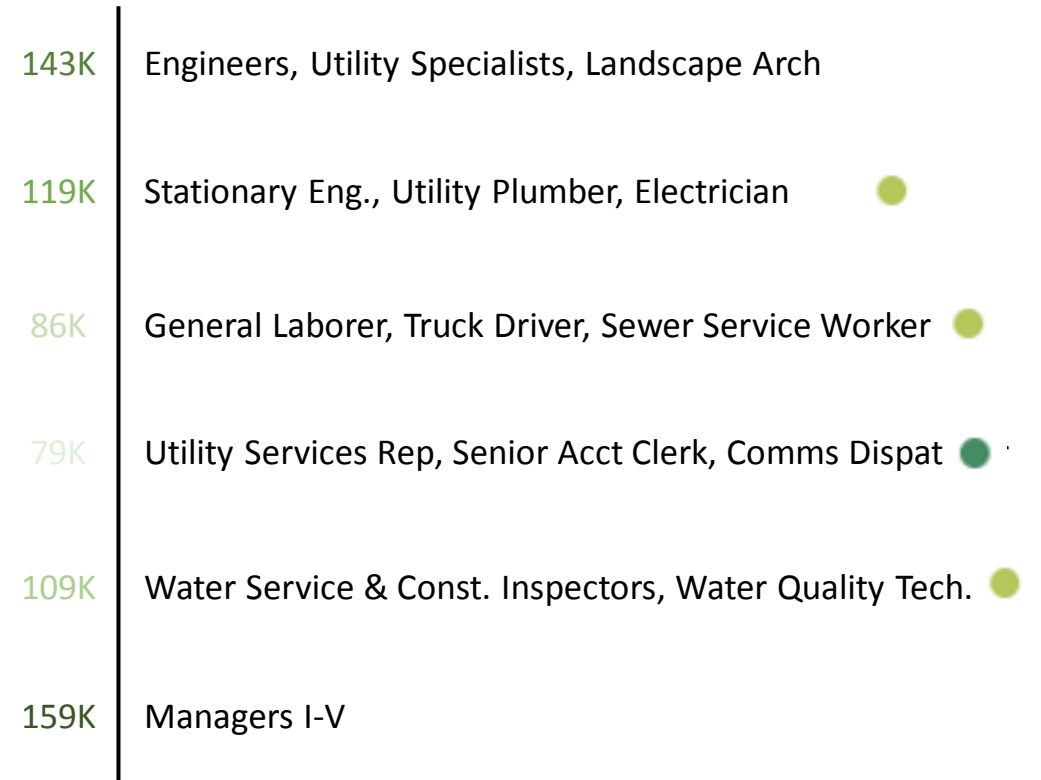 143K Engineers, Utility Specialists, Landscape Arch
119K Stationary Eng., Utility Plumber, Electrician
86K General Laborer, Truck Driver, Sewer Service Worker
79K Utility Services Rep, Senior Acct Clerk, Comms Dispat
109K Water Service & Const. Inspectors, Water Quality Tech.
159K Managers I-V